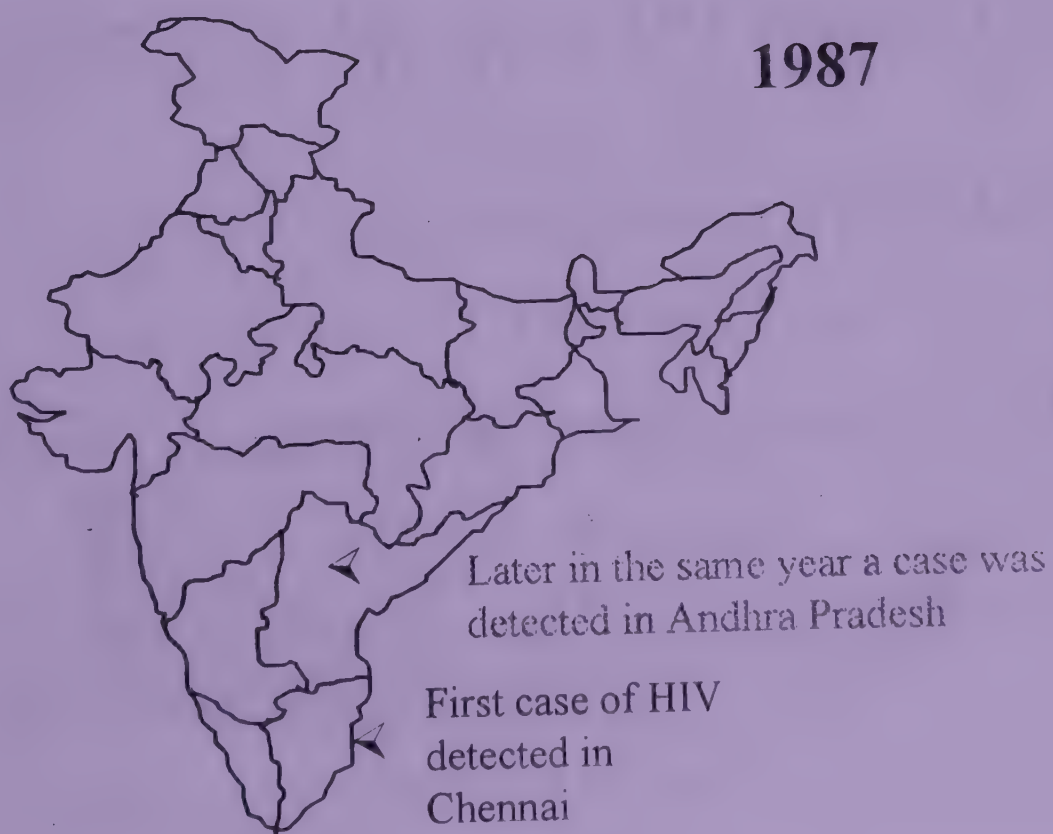 1987
Later in the same year a case was
detected in Andhra Pradesh
First case of HIV
detected in
Chennai